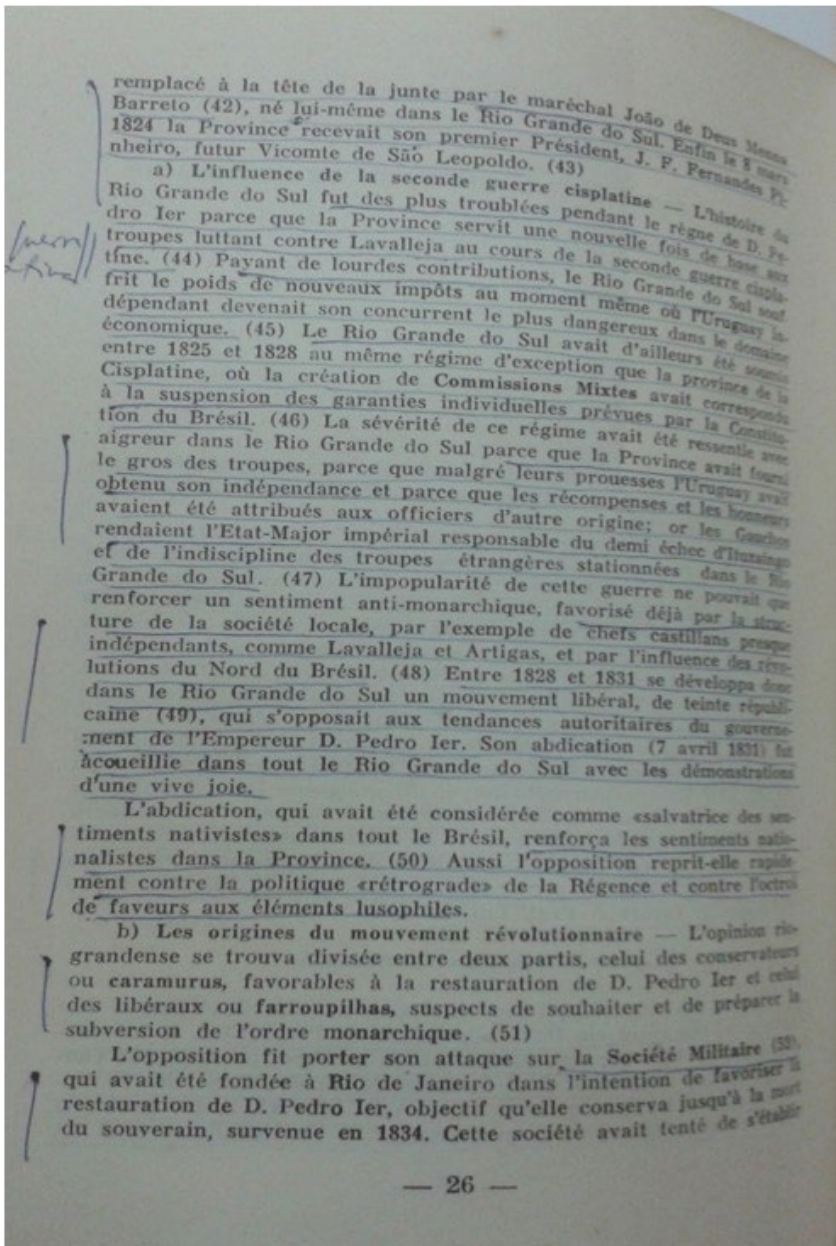 remplacé à la tête de la junte par le maréchal João de Deus Menna
Barreto (42), né lui-même dans le Rio Grande do Sul. Enfin le 8 mars
1824 la Province recevait son premier Président, J. F. Fernandes Pi-
nheiro, futur Vicomte de São Leopoldo. (43)
a) L'influence de la seconde guerre cisplatine — L'histoire du
Rio Grande do Sul fut des plus troublées pendant le règne de D. Pe-
dro Ier parce que la Province servit une nouvelle fois de base aux
troupes luttant contre Lavalleja au cours de la seconde guerre cispla-
tine. (44) Payant de lourdes contributions, le Rio Grande do Sul souf-
frit le poids de nouveaux impôts au moment même où l'Uruguay in-
dépendant devenait son concurrent le plus dangereux dans le domaine
économique. (45) Le Rio Grande do Sul avait d'ailleurs été soumis
entre 1825 et 1828 au même régime d'exception que la province de la
Cisplatine, où la création de Commissions Mixtes avait correspondu
à la suspension des garanties individuelles prévues par la Constitu-
tion du Brésil. (46) La sévérité de ce régime avait été ressentie avec
aigreur dans le Rio Grande do Sul parce que la Province avait fourni
le gros des troupes, parce que malgré leurs prouesses l'Uruguay avait
obtenu son indépendance et parce que les récompenses et les honneurs
avaient été attribués aux officiers d'autre origine; or les Gauchos
rendaient l'Etat-Major impérial responsable du demi échec d'Ituzaingo
et de l'indiscipline des troupes étrangères stationnées dans le Rio
Grande do Sul. (47) L'impopularité de cette guerre ne pouvait que
renforcer un sentiment anti-monarchique, favorisé déjà par la struc-
ture de la société locale, par l'exemple de chefs castillans presque
indépendants, comme Lavalleja et Artigas, et par l'influence des révo-
lutions du Nord du Brésil. (48) Entre 1828 et 1831 se développa donc
dans le Rio Grande do Sul un mouvement libéral, de teinte républi-
caine (49), qui s'opposait aux tendances autoritaires du gouverne-
ment de l'Empereur D. Pedro Ier. Son abdication (7 avril 1831) fut
acoueillie dans tout le Rio Grande do Sul avec les démonstrations
d'une vive joie.
L'abdication, qui avait été considérée comme «salvatrice des sen-
timents nativistes» dans tout le Brésil, renforça les sentiments natio-
nalistes dans la Province. (50) Aussi l'opposition reprit-elle rapide-
ment contre la politique «rétrograde» de la Régence et contre l'octroi
de faveurs aux éléments lusophiles.
b) Les origines du mouvement révolutionnaire — L'opinion rio-
grandense se trouva divisée entre deux partis, celui des conservateurs
ou caramurus, favorables à la restauration de D. Pedro Ier et celui
des libéraux ou farroupilhas, suspects de souhaiter et de préparer la
subversion de l'ordre monarchique. (51)
L'opposition fit porter son attaque sur la Société Militaire (52),
qui avait été fondée à Rio de Janeiro dans l'intention de favoriser la
restauration de D. Pedro Ier, objectif qu'elle conserva jusqu'à la mort
du souverain, survenue en 1834. Cette société avait tenté de s'établir
— 26 —